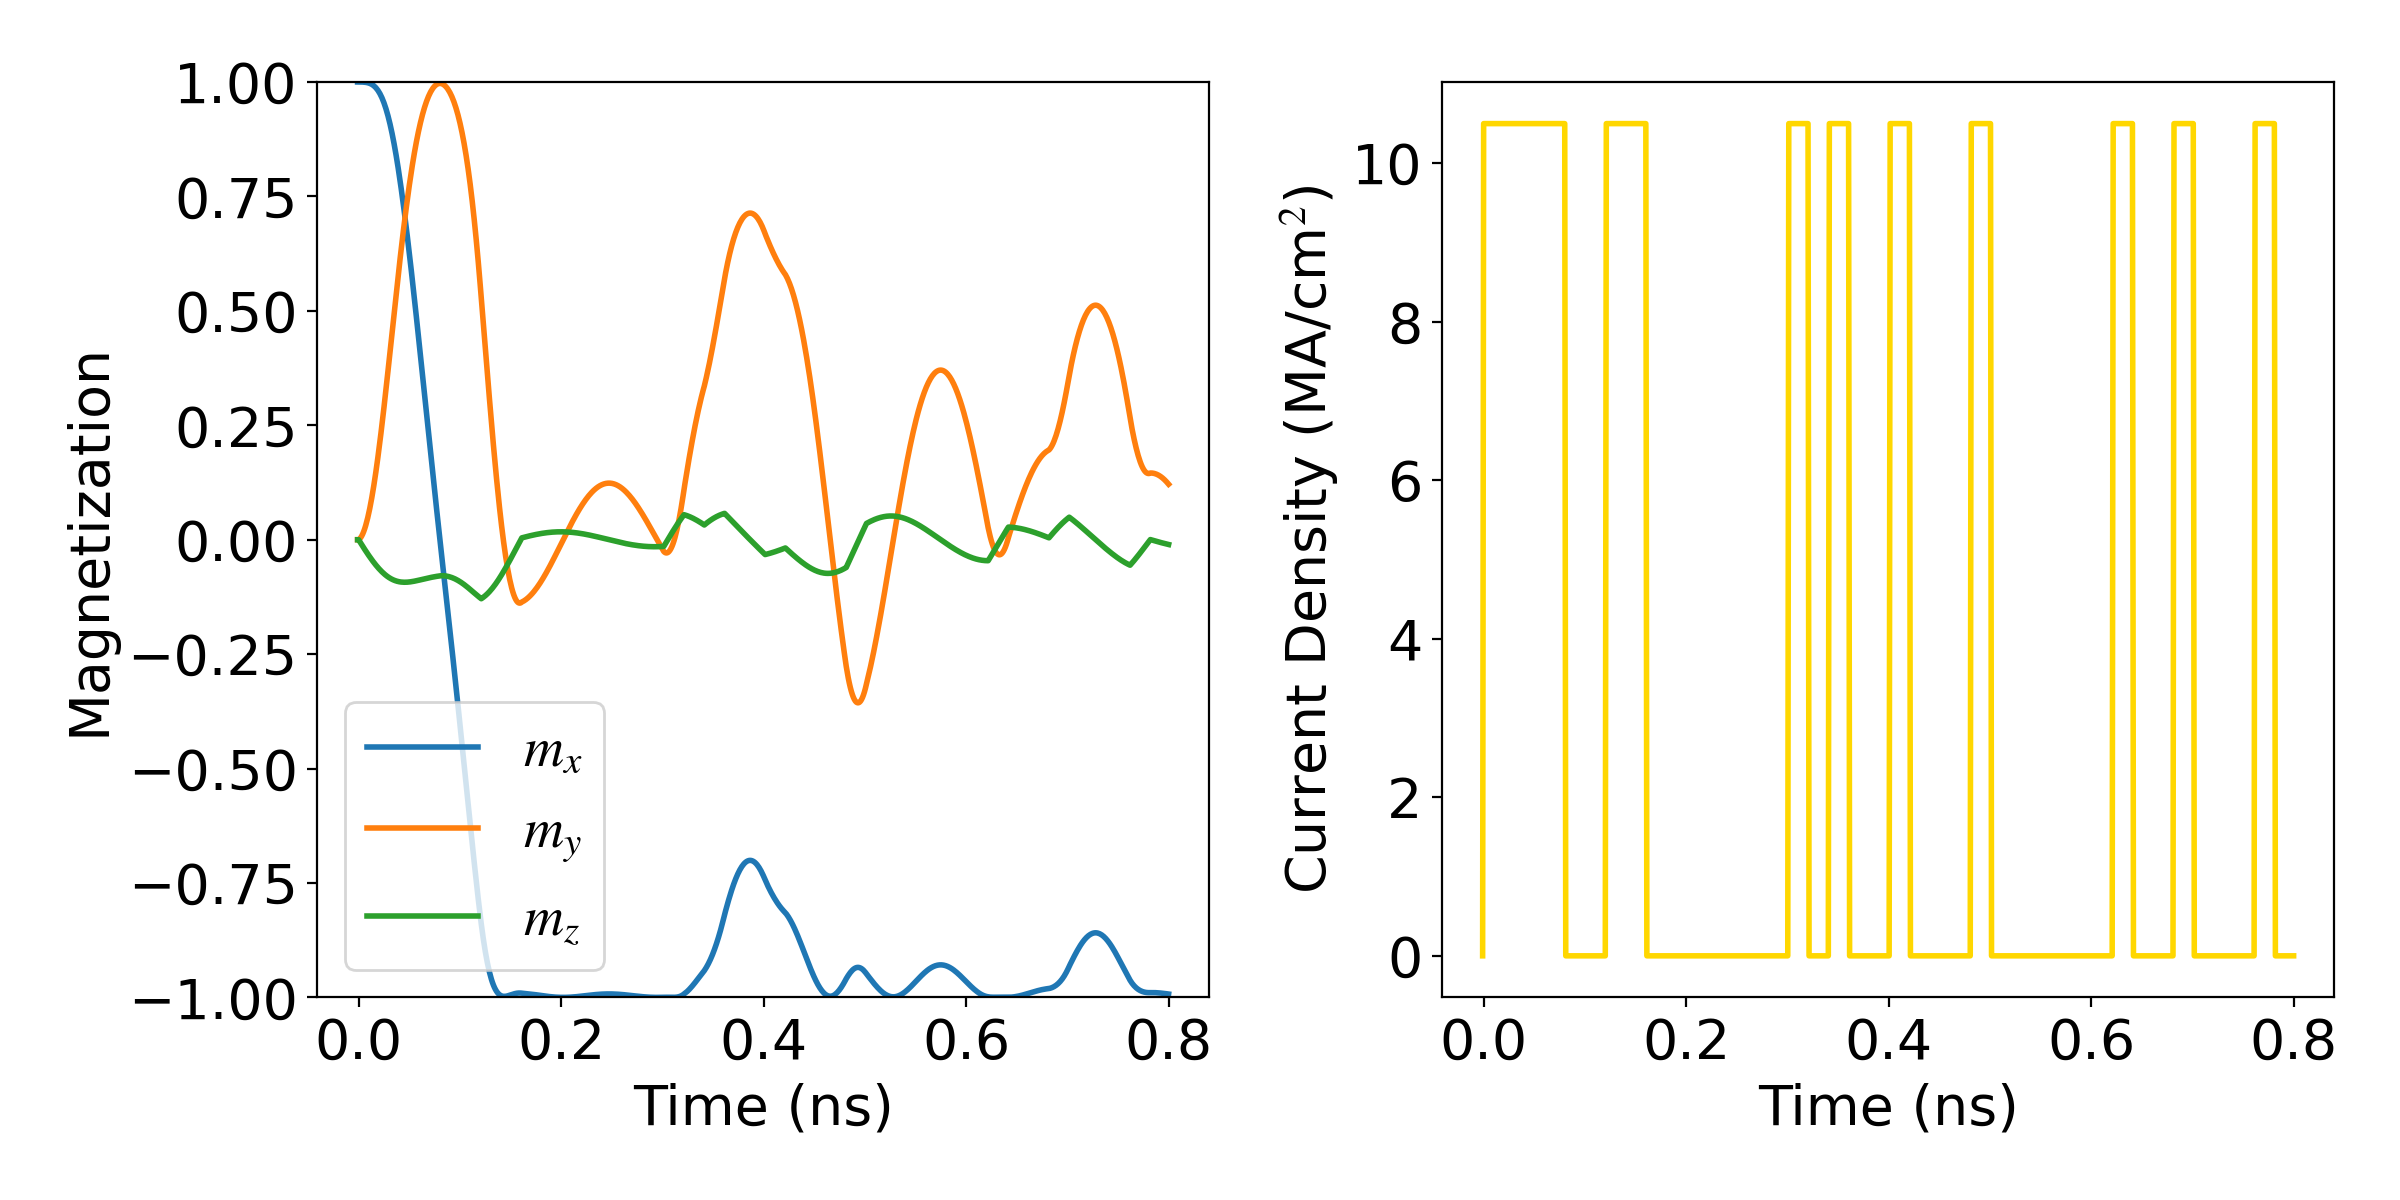 Magnetization
1.00
0.75
0.50
0.25
0.00
−0.25
−0.50
−0.75
−1.00
m_x
m_y
m_z
0.0 0.2 0.4 0.6 0.8
Time (ns)
Current Density (MA/cm²)
10
8
6
4
2
0
0.0 0.2 0.4 0.6 0.8
Time (ns)